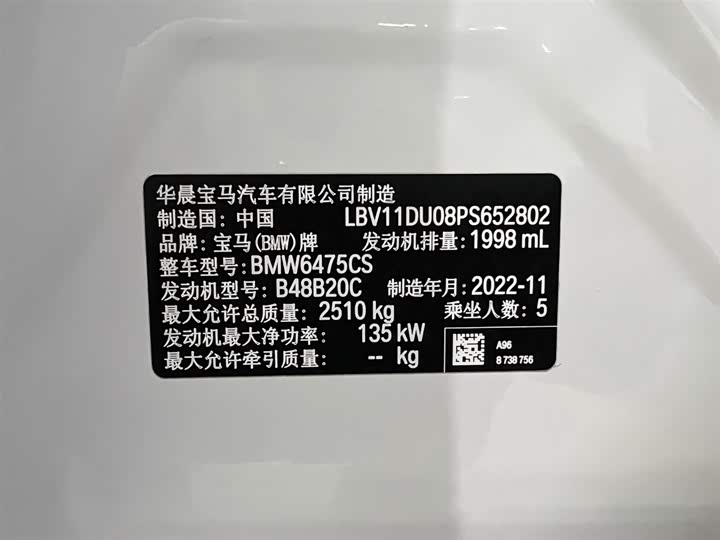 华晨宝马汽车有限公司制造
制造国: 中国 LBV11DU08PS652802
品牌: 宝马(BMW)牌 发动机排量: 1998 mL
整车型号: BMW6475CS
发动机型号: B48B20C 制造年月: 2022-11
最大允许总质量: 2510 kg 乘坐人数: 5
发动机最大净功率: 135 kW
最大允许牵引质量: -- kg
A96
8 738 756